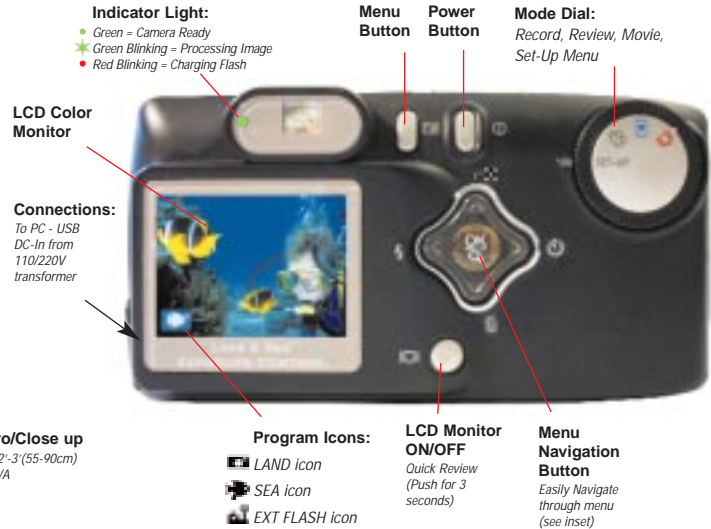 Indicator Light:
Green = Camera Ready
Green Blinking = Processing Image
Red Blinking = Charging Flash
Menu
Button
Power
Button
Mode Dial:
Record, Review, Movie,
Set-Up Menu
LCD Color
Monitor
Connections:
To PC - USB
DC-In from
110/220V
transformer
SET-UP
OK
ro/Close up
2'-3'(55-90cm)
/A
Program Icons:
LAND icon
SEA icon
EXT FLASH icon
LCD Monitor
ON/OFF
Quick Review
(Push for 3
seconds)
Menu
Navigation
Button
Easily Navigate
through menu
(see inset)